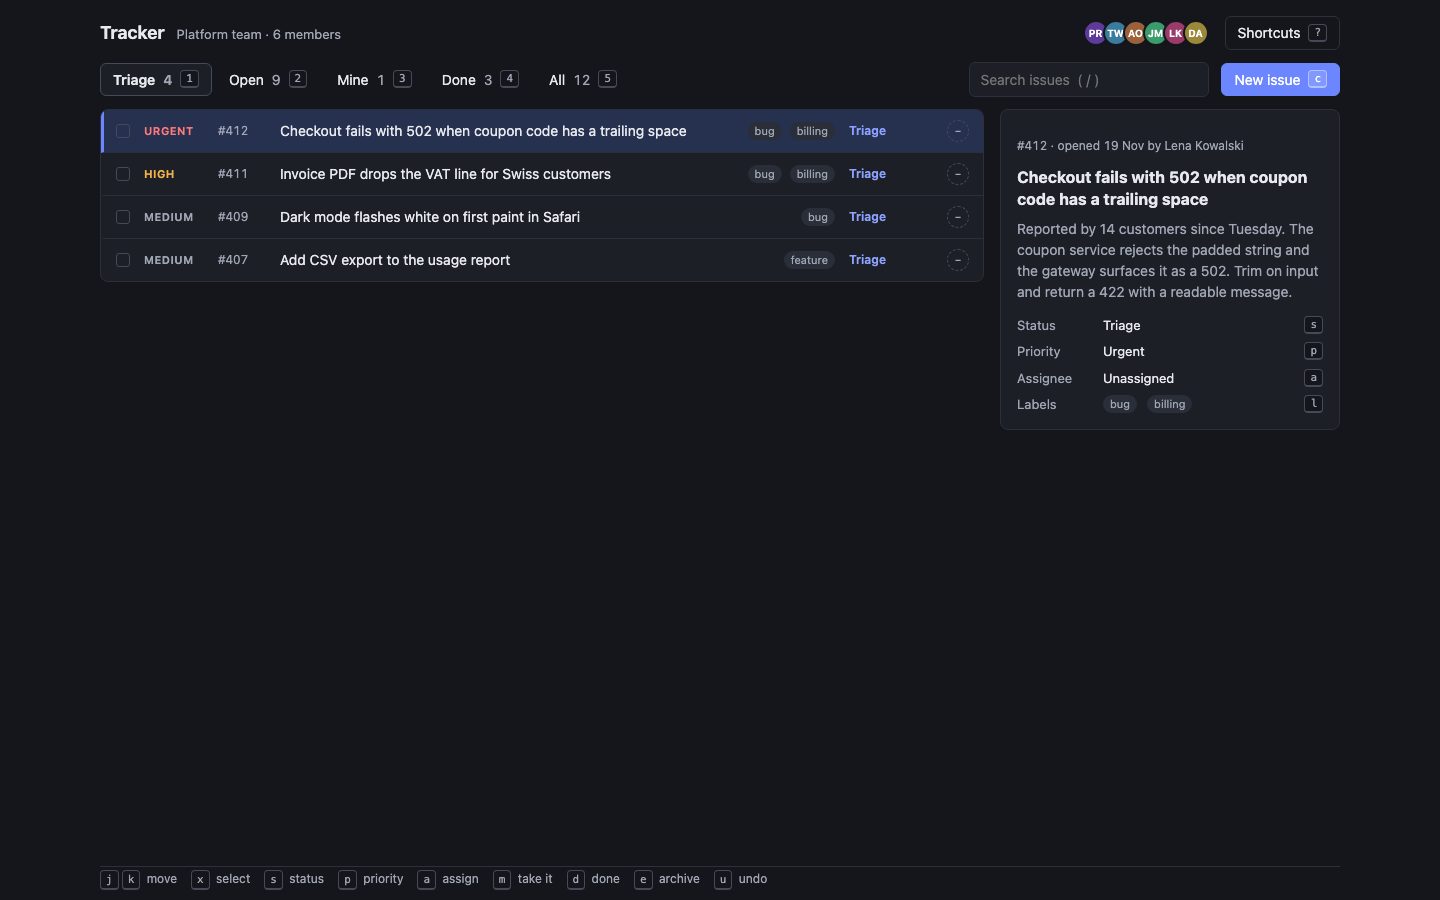 Tracker Platform team · 6 members PR TW AO JM LK DA Shortcuts ?
Triage 4 1 Open 9 2 Mine 1 3 Done 3 4 All 12 5 Search issues ( / ) New issue c
URGENT #412 Checkout fails with 502 when coupon code has a trailing space bug billing Triage –
HIGH #411 Invoice PDF drops the VAT line for Swiss customers bug billing Triage –
MEDIUM #409 Dark mode flashes white on first paint in Safari bug Triage –
MEDIUM #407 Add CSV export to the usage report feature Triage –
#412 · opened 19 Nov by Lena Kowalski
Checkout fails with 502 when coupon
code has a trailing space
Reported by 14 customers since Tuesday. The
coupon service rejects the padded string and
the gateway surfaces it as a 502. Trim on input
and return a 422 with a readable message.
Status Triage s
Priority Urgent p
Assignee Unassigned a
Labels bug billing l
j k move x select s status p priority a assign m take it d done e archive u undo